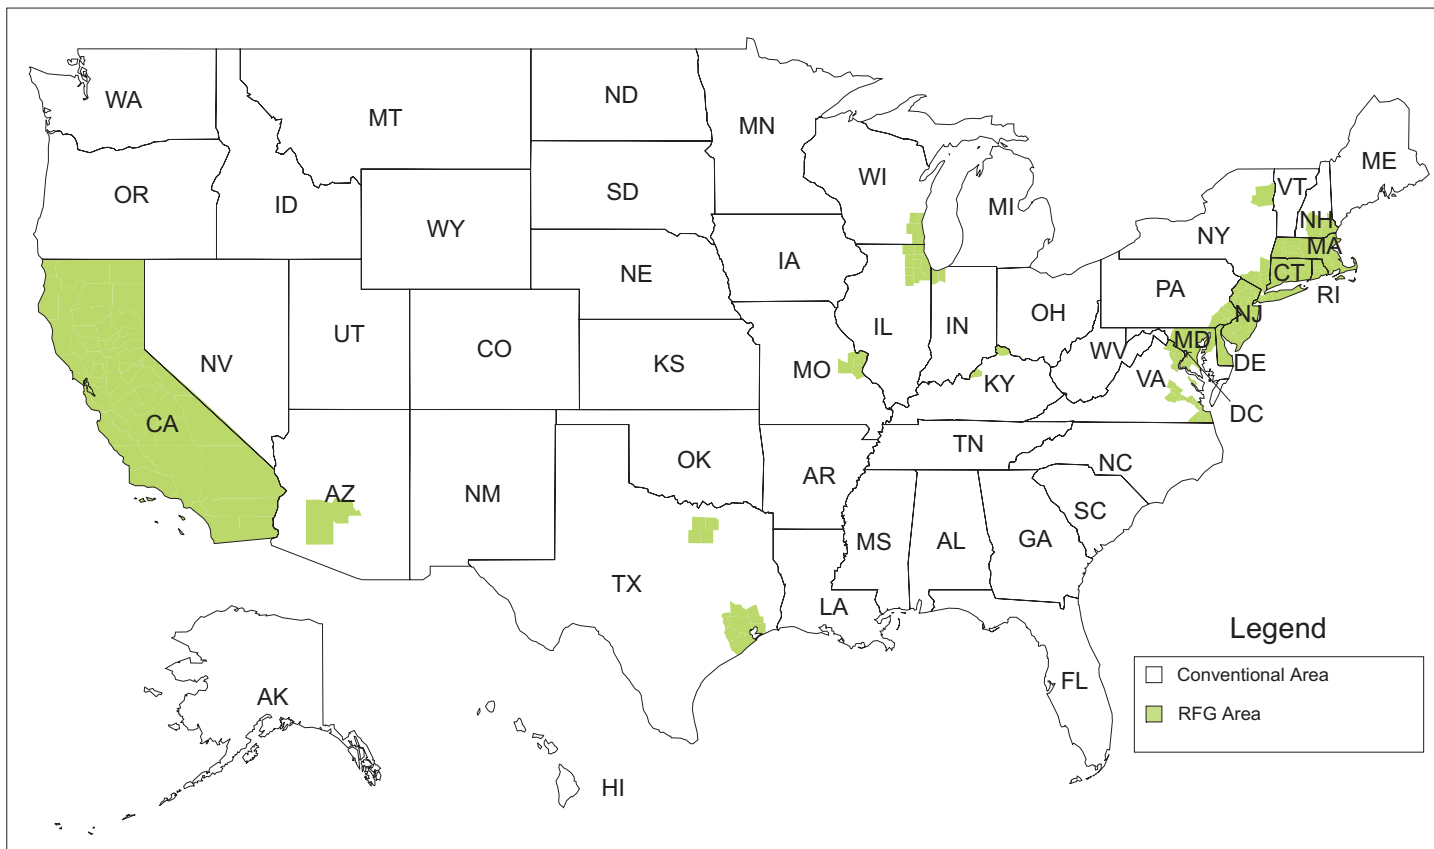 WA
MT
ND
MN
OR
ID
WY
SD
WI
MI
NY
VT
NH
ME
MA
CT
RI
NV
UT
CO
NE
KS
IA
MO
IL
IN
OH
PA
NJ
MD
DE
DC
WV
VA
KY
CA
AZ
NM
OK
AR
TN
NC
SC
TX
LA
MS
AL
GA
FL
AK
HI
Legend
Conventional Area
RFG Area